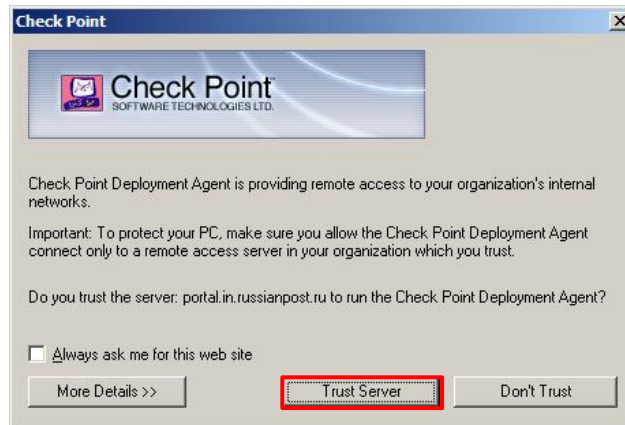 Check Point
Check Point
SOFTWARE TECHNOLOGIES LTD.
Check Point Deployment Agent is providing remote access to your organization's internal
networks.
Important: To protect your PC, make sure you allow the Check Point Deployment Agent
connect only to a remote access server in your organization which you trust.
Do you trust the server: portal.in.russianpost.ru to run the Check Point Deployment Agent?
Always ask me for this web site
More Details >>
Trust Server
Don't Trust